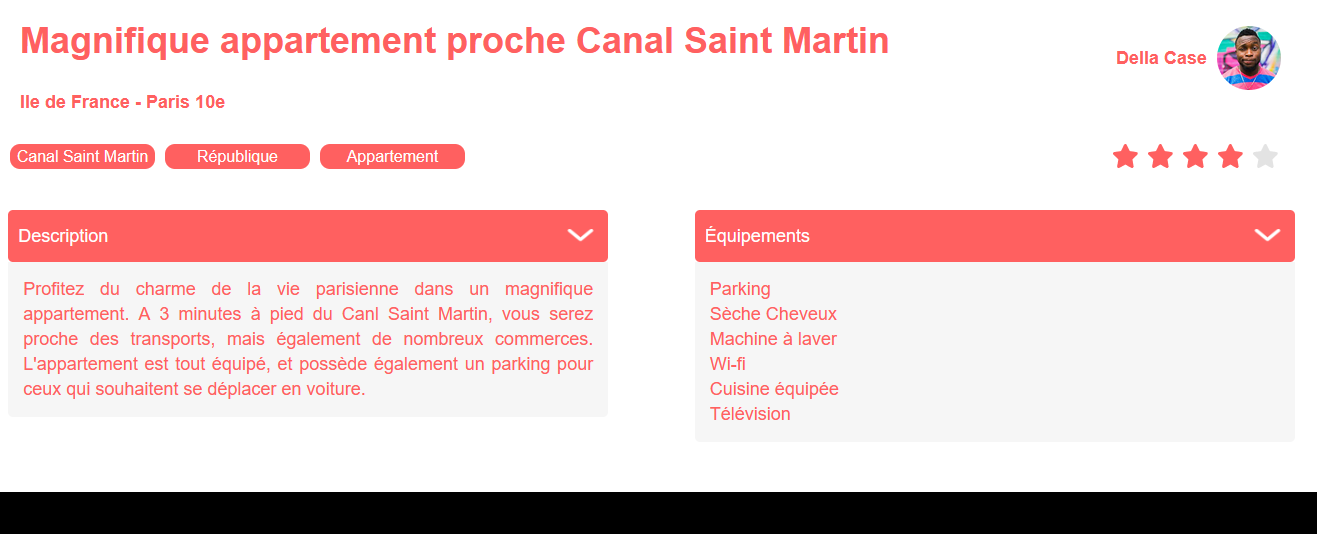 Magnifique appartement proche Canal Saint Martin
Della Case
Ile de France - Paris 10e
Canal Saint Martin
République
Appartement
Description
Profitez du charme de la vie parisienne dans un magnifique
appartement. A 3 minutes à pied du Canl Saint Martin, vous serez
proche des transports, mais également de nombreux commerces.
L'appartement est tout équipé, et possède également un parking pour
ceux qui souhaitent se déplacer en voiture.
Équipements
Parking
Sèche Cheveux
Machine à laver
Wi-fi
Cuisine équipée
Télévision